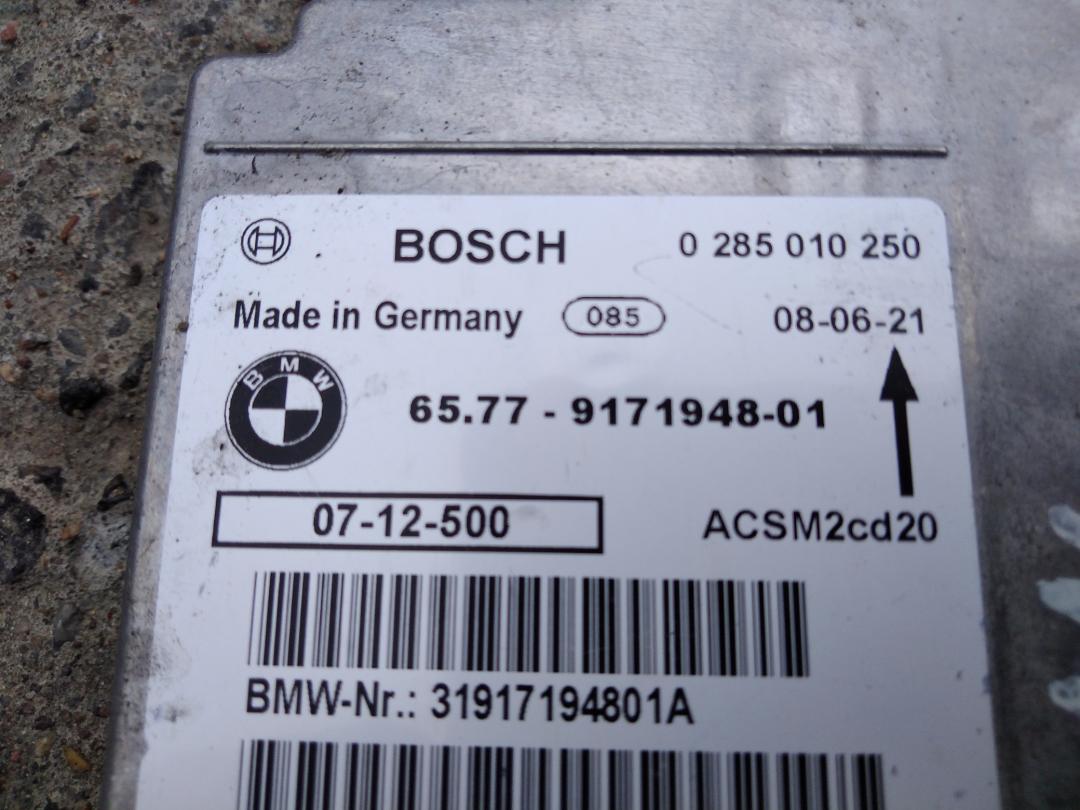 BOSCH 0 285 010 250
Made in Germany 085 08-06-21
BMW
65.77 - 9171948-01
07-12-500 ACSM2cd20
BMW-Nr.: 31917194801A